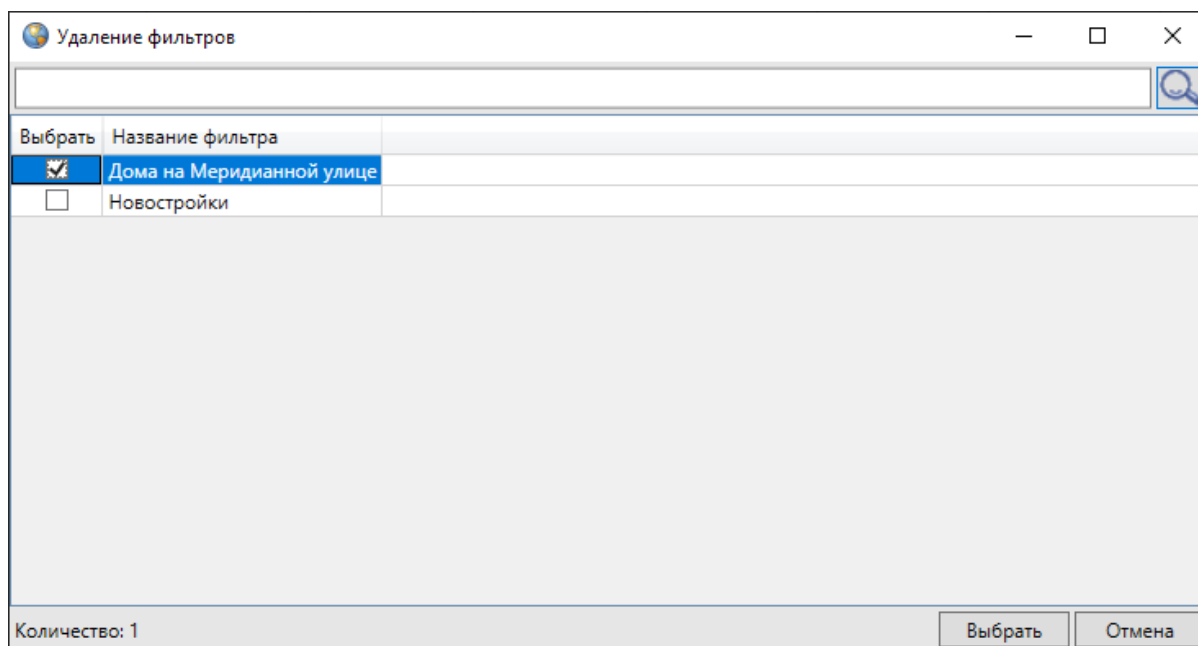 Удаление фильтров
Выбрать Название фильтра
Дома на Меридианной улице
Новостройки
Количество: 1 Выбрать Отмена